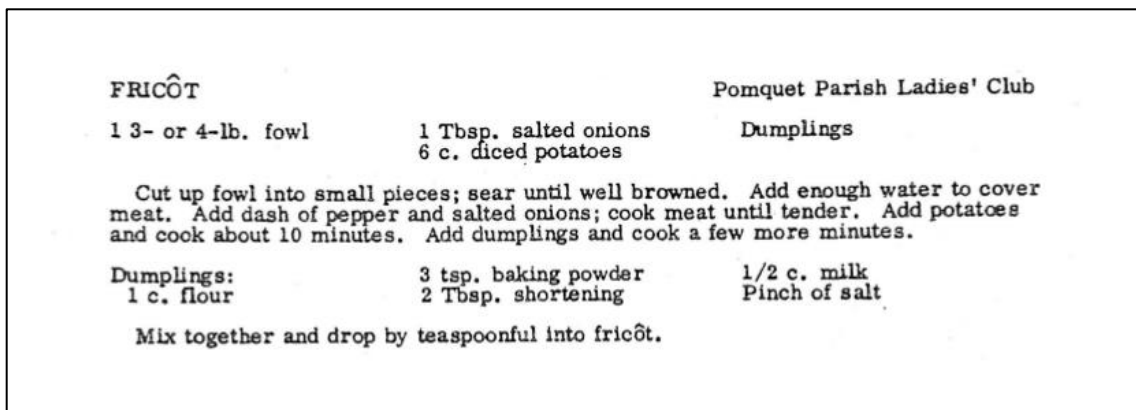 FRICÔT Pomquet Parish Ladies' Club
1 3- or 4-lb. fowl 1 Tbsp. salted onions Dumplings
6 c. diced potatoes
Cut up fowl into small pieces; sear until well browned. Add enough water to cover
meat. Add dash of pepper and salted onions; cook meat until tender. Add potatoes
and cook about 10 minutes. Add dumplings and cook a few more minutes.
Dumplings: 3 tsp. baking powder 1/2 c. milk
1 c. flour 2 Tbsp. shortening Pinch of salt
Mix together and drop by teaspoonful into fricôt.